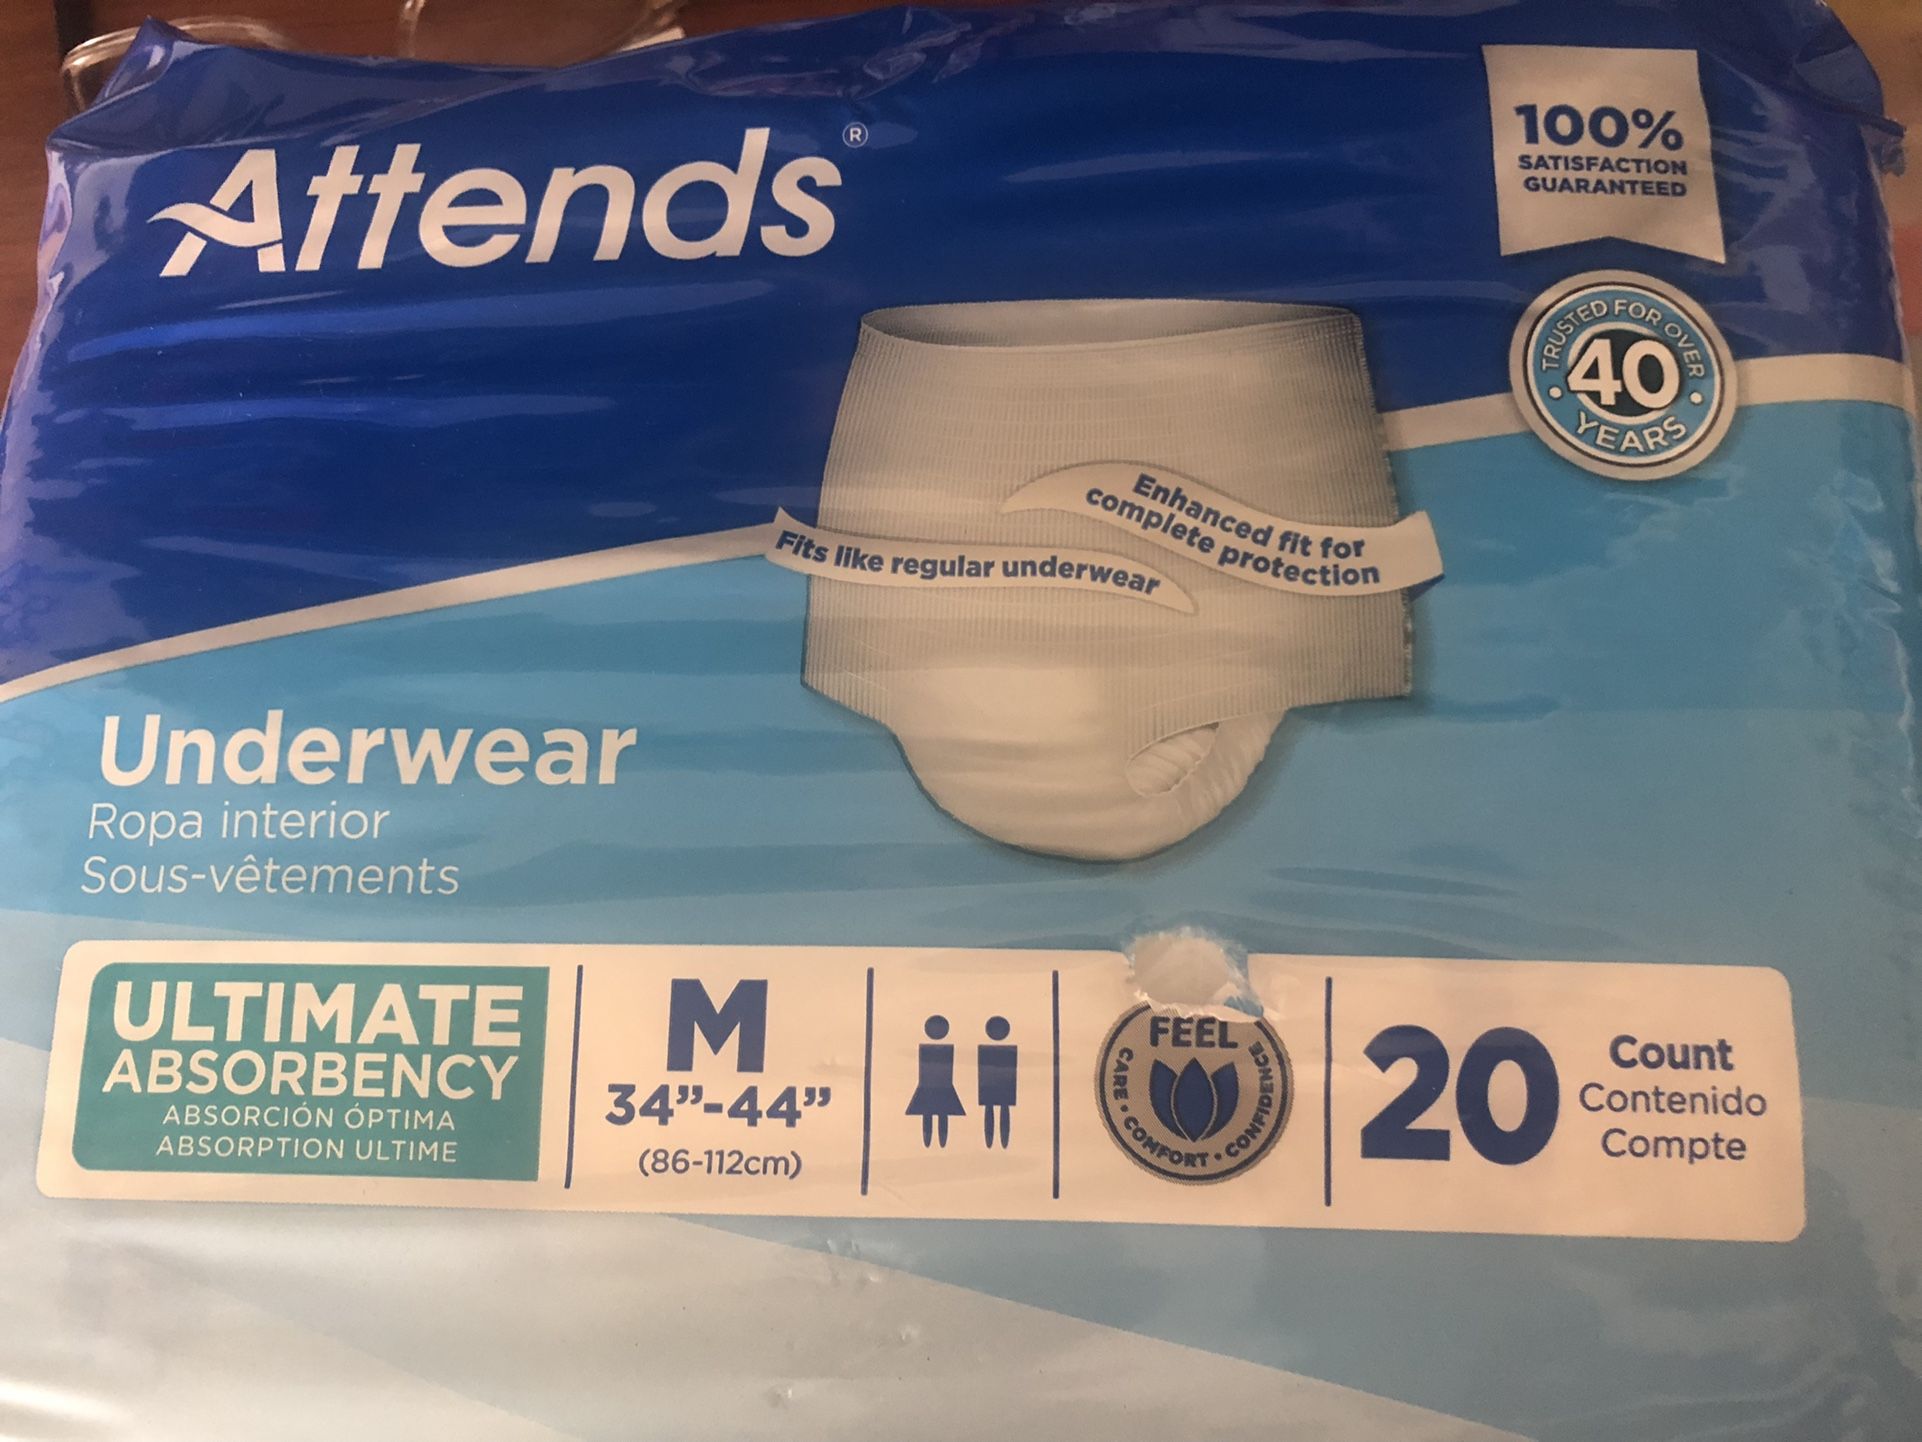 Attends®
100%
SATISFACTION
GUARANTEED
TRUSTED FOR OVER
40
YEARS
Enhanced fit for
complete protection
Fits like regular underwear
Underwear
Ropa interior
Sous-vêtements
ULTIMATE
ABSORBENCY
ABSORCIÓN ÓPTIMA
ABSORPTION ULTIME
M
34”-44”
(86-112cm)
FEEL
CARE • COMFORT • CONFIDENCE
20
Count
Contenido
Compte